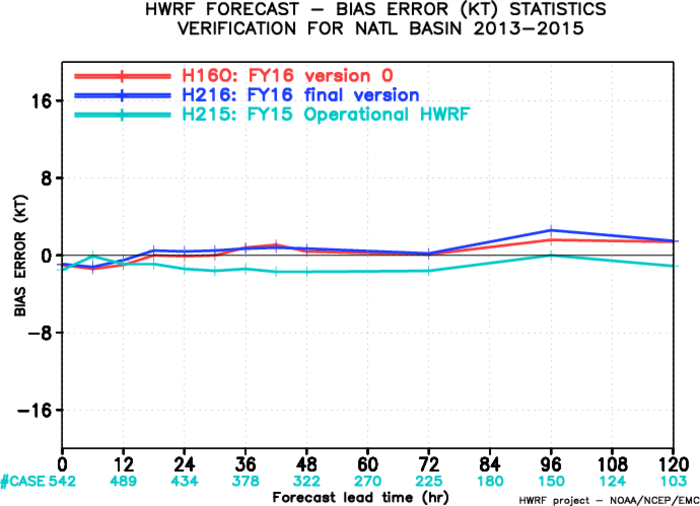 HWRF FORECAST – BIAS ERROR (KT) STATISTICS
VERIFICATION FOR NATL BASIN 2013–2015
H16O: FY16 version 0
H216: FY16 final version
H215: FY15 Operational HWRF
16
8
0
−8
−16
BIAS ERROR (KT)
0 12 24 36 48 60 72 84 96 108 120
#CASE 542 489 434 378 322 270 225 180 150 124 103
Forecast lead time (hr)
HWRF project – NOAA/NCEP/EMC